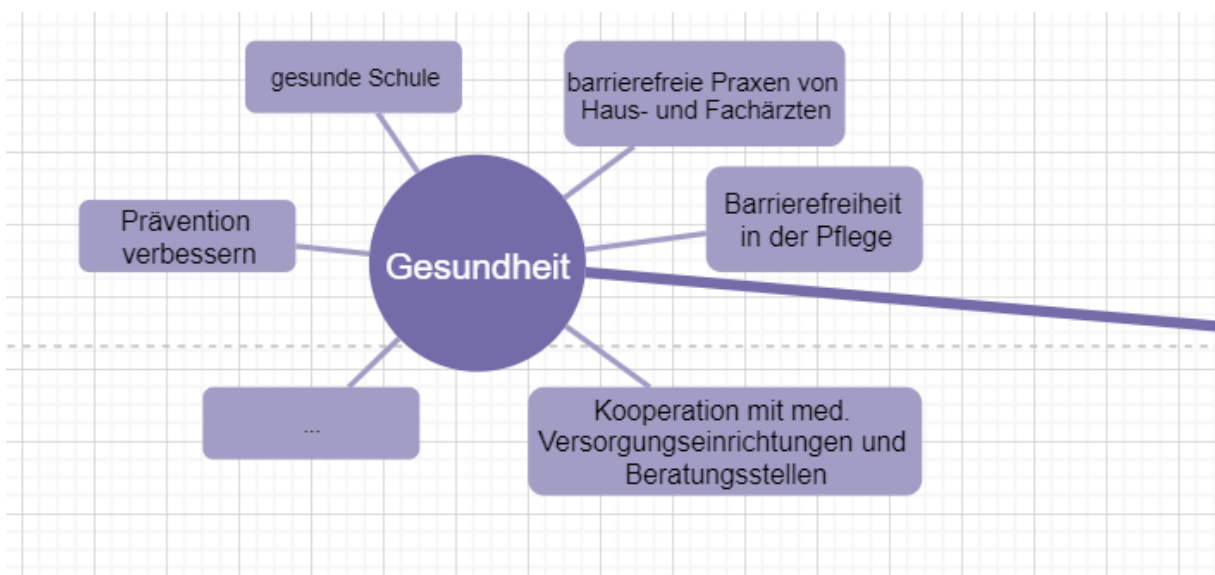 gesunde Schule
barrierefreie Praxen von
Haus- und Fachärzten
Prävention
verbessern
Barrierefreiheit
in der Pflege
Gesundheit
...
Kooperation mit med.
Versorgungseinrichtungen und
Beratungsstellen